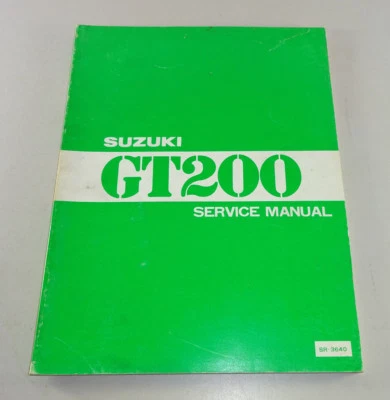 SUZUKI
GT200
SERVICE MANUAL
SR-3640